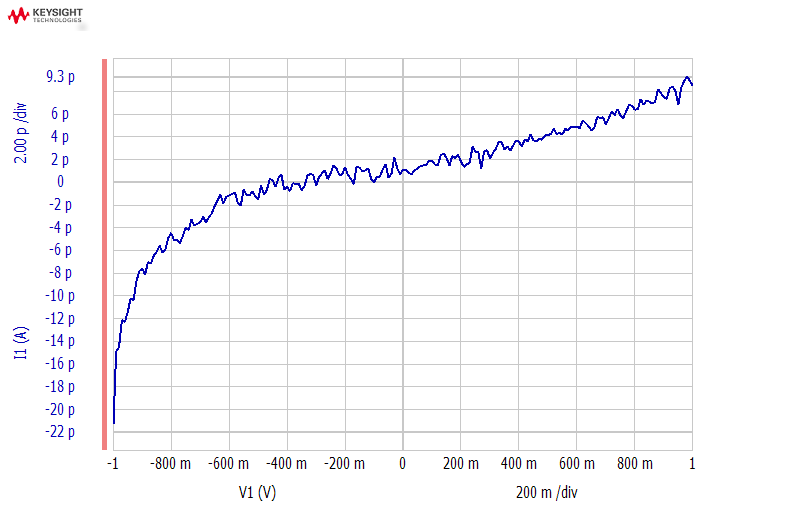 KEYSIGHT
TECHNOLOGIES
9.3 p
6 p
4 p
2 p
0
-2 p
-4 p
-6 p
-8 p
-10 p
-12 p
-14 p
-16 p
-18 p
-20 p
-22 p
2.00 p /div
I1 (A)
-1 -800 m -600 m -400 m -200 m 0 200 m 400 m 600 m 800 m 1
V1 (V) 200 m /div